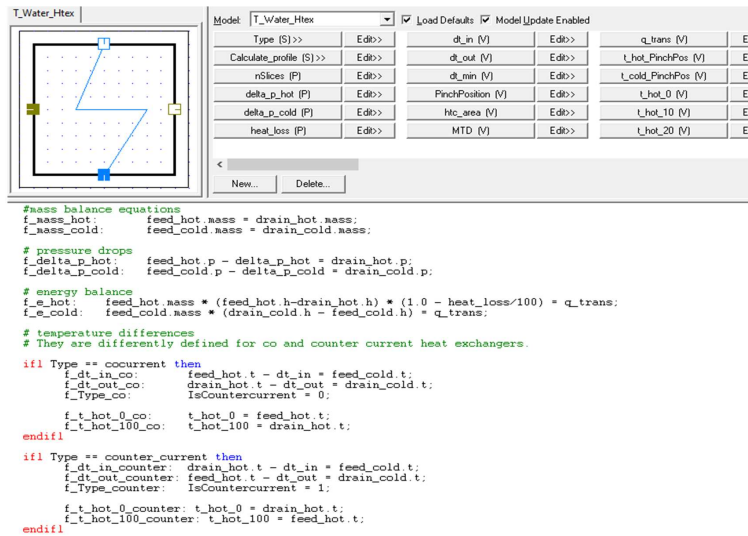 T_Water_Htex
Model: T_Water_Htex Load Defaults Model Update Enabled
Type (S) >> Edit>> dt_in (V) Edit>> q_trans (V) E
Calculate_profile (S) >> Edit>> dt_out (V) Edit>> t_hot_PinchPos (V) E
nSlices (P) Edit>> dt_min (V) Edit>> t_cold_PinchPos (V) E
delta_p_hot (P) Edit>> PinchPosition (V) Edit>> t_hot_0 (V) E
delta_p_cold (P) Edit>> htc_area (V) Edit>> t_hot_10 (V) E
heat_loss (P) Edit>> MTD (V) Edit>> t_hot_20 (V) E
<
New... Delete...
#mass balance equations
f_mass_hot: feed_hot.mass = drain_hot.mass;
f_mass_cold: feed_cold.mass = drain_cold.mass;
# pressure drops
f_delta_p_hot: feed_hot.p - delta_p_hot = drain_hot.p;
f_delta_p_cold: feed_cold.p - delta_p_cold = drain_cold.p;
# energy balance
f_e_hot: feed_hot.mass * (feed_hot.h-drain_hot.h) * (1.0 - heat_loss/100) = q_trans;
f_e_cold: feed_cold.mass * (drain_cold.h - feed_cold.h) = q_trans;
# temperature differences
# They are differently defined for co and counter current heat exchangers.
ifl Type == cocurrent then
f_dt_in_co: feed_hot.t - dt_in = feed_cold.t;
f_dt_out_co: drain_hot.t - dt_out = drain_cold.t;
f_Type_co: IsCountercurrent = 0;
f_t_hot_0_co: t_hot_0 = feed_hot.t;
f_t_hot_100_co: t_hot_100 = drain_hot.t;
endifl
ifl Type == counter_current then
f_dt_in_counter: drain_hot.t - dt_in = feed_cold.t;
f_dt_out_counter: feed_hot.t - dt_out = drain_cold.t;
f_Type_counter: IsCountercurrent = 1;
f_t_hot_0_counter: t_hot_0 = drain_hot.t;
f_t_hot_100_counter: t_hot_100 = feed_hot.t;
endifl